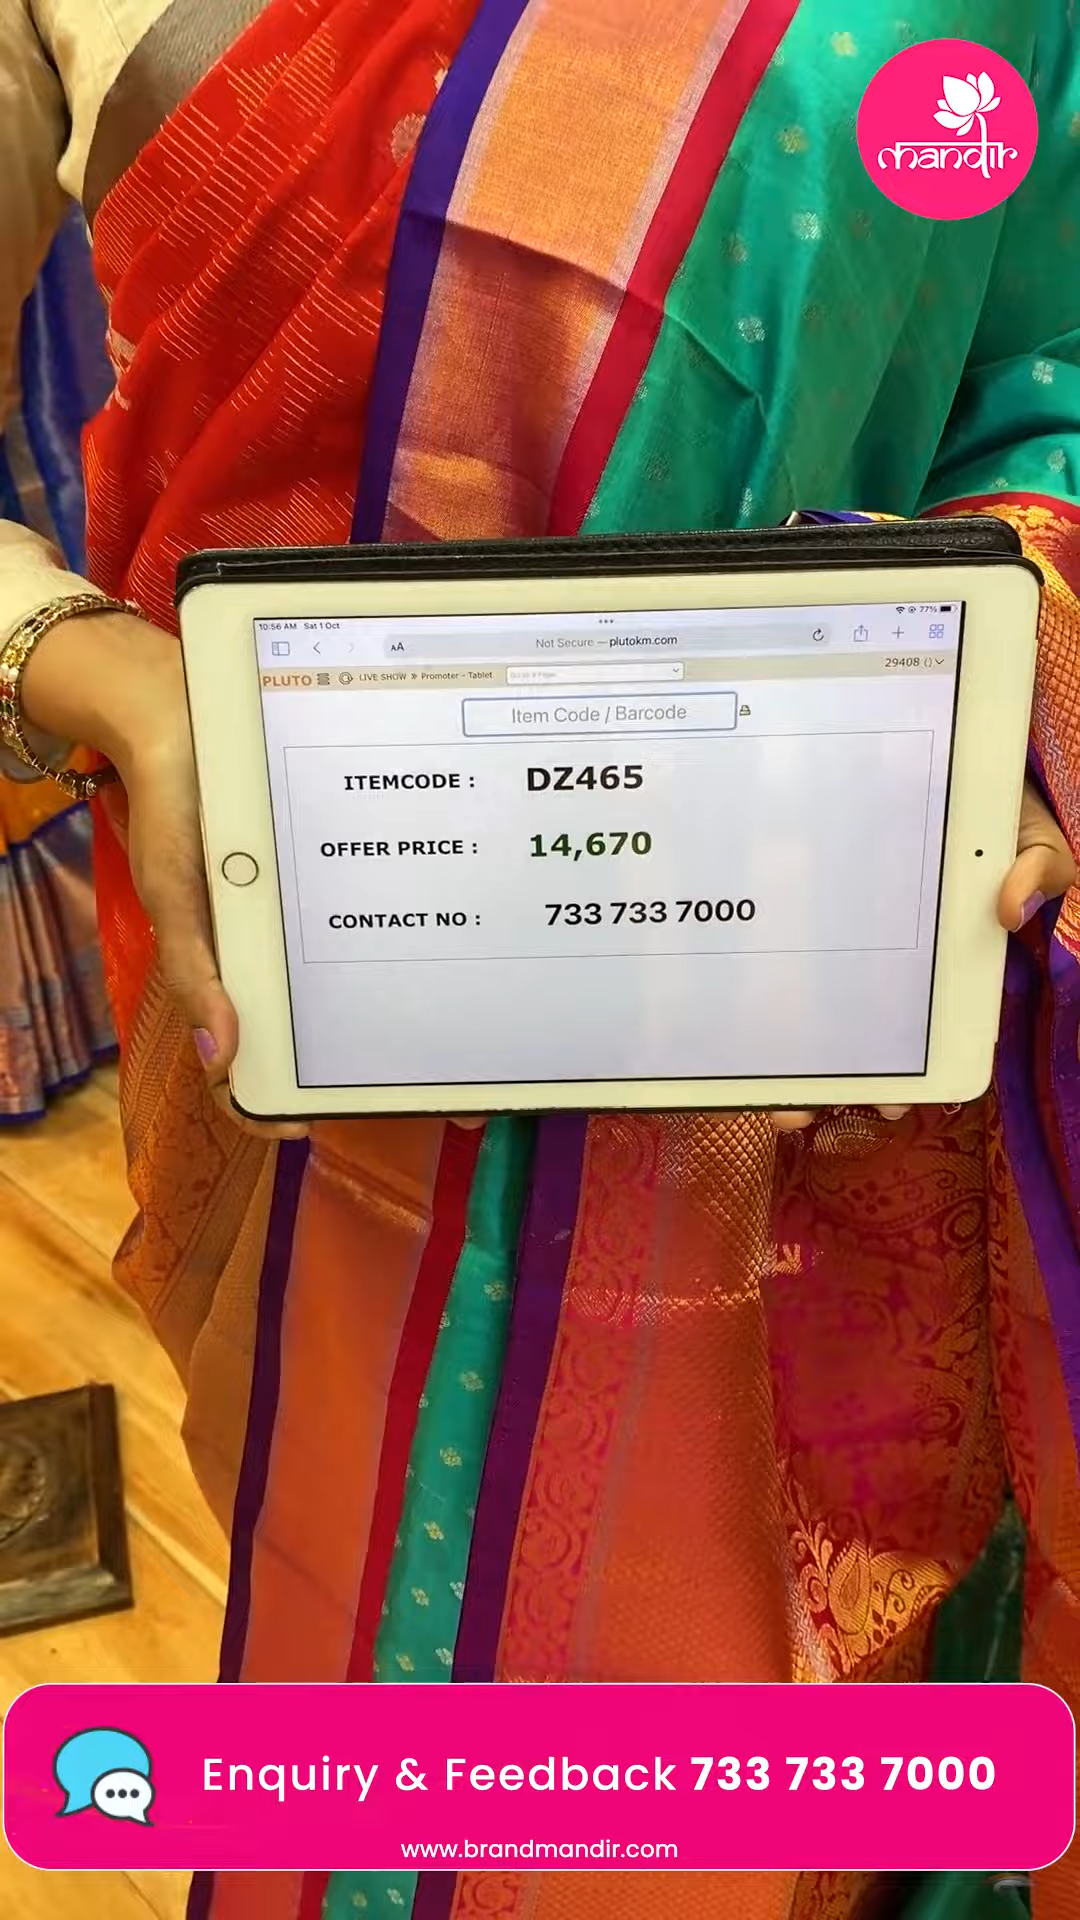 mandir
10:56 AM Sat 1 Oct
77%
AA
Not Secure — plutokm.com
PLUTO
LIVE SHOW » Promoter - Tablet
29408 ()
Item Code / Barcode
ITEMCODE : DZ465
OFFER PRICE : 14,670
CONTACT NO : 733 733 7000
Enquiry & Feedback 733 733 7000
www.brandmandir.com